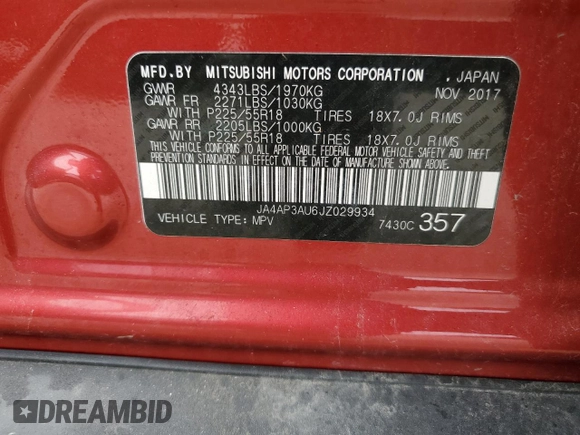 MFD.BY MITSUBISHI MOTORS CORPORATION . JAPAN
GVWR 4343LBS/1970KG NOV 2017
GAWR FR 2271LBS/1030KG
WITH P225/55R18 TIRES 18X7.0J RIMS
GAWR RR 2205LBS/1000KG
WITH P225/55R18 TIRES 18X7.0J RIMS
THIS VEHICLE CONFORMS TO ALL APPLICABLE FEDERAL MOTOR VEHICLE SAFETY AND THEFT
PREVENTION STANDARDS IN EFFECT ON THE DATE OF MANUFACTURE SHOWN ABOVE.
JA4AP3AU6JZ029934
VEHICLE TYPE: MPV 7430C 357
DREAMBID